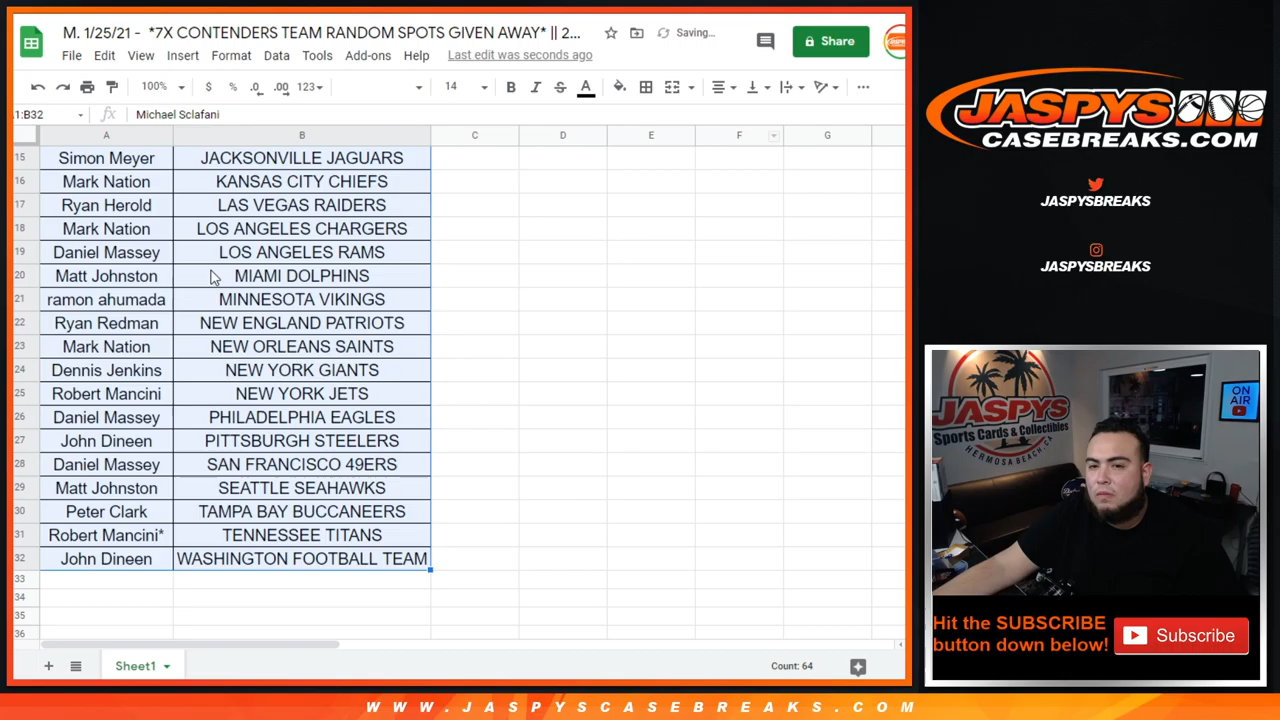 M. 1/25/21 - *7X CONTENDERS TEAM RANDOM SPOTS GIVEN AWAY* || 2...
Saving...
Share
File Edit View Insert Format Data Tools Add-ons Help Last edit was seconds ago
100% $ % .0 .00 123 14 B I S A
1:B32 fx Michael Sclafani
A B C D E F G
15 Simon Meyer JACKSONVILLE JAGUARS
16 Mark Nation KANSAS CITY CHIEFS
17 Ryan Herold LAS VEGAS RAIDERS
18 Mark Nation LOS ANGELES CHARGERS
19 Daniel Massey LOS ANGELES RAMS
20 Matt Johnston MIAMI DOLPHINS
21 ramon ahumada MINNESOTA VIKINGS
22 Ryan Redman NEW ENGLAND PATRIOTS
23 Mark Nation NEW ORLEANS SAINTS
24 Dennis Jenkins NEW YORK GIANTS
25 Robert Mancini NEW YORK JETS
26 Daniel Massey PHILADELPHIA EAGLES
27 John Dineen PITTSBURGH STEELERS
28 Daniel Massey SAN FRANCISCO 49ERS
29 Matt Johnston SEATTLE SEAHAWKS
30 Peter Clark TAMPA BAY BUCCANEERS
31 Robert Mancini* TENNESSEE TITANS
32 John Dineen WASHINGTON FOOTBALL TEAM
33
34
35
36
Sheet1
Count: 64
JASPYS
CASEBREAKS.COM
JASPYSBREAKS
JASPYSBREAKS
JASPYS
Sports Cards & Collectibles
HERMOSA BEACH, CA
ON AIR
Hit the SUBSCRIBE
button down below!
Subscribe
WWW.JASPYSCASEBREAKS.COM